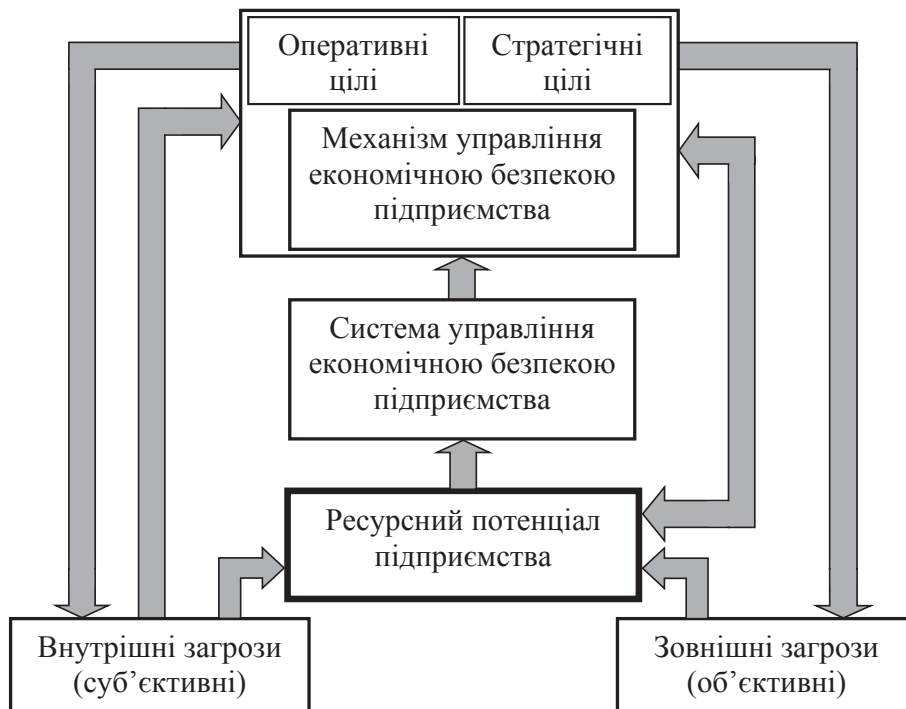 Оперативні
цілі
Стратегічні
цілі
Механізм управління
економічною безпекою
підприємства
Система управління
економічною безпекою
підприємства
Ресурсний потенціал
підприємства
Внутрішні загрози
(суб’єктивні)
Зовнішні загрози
(об’єктивні)